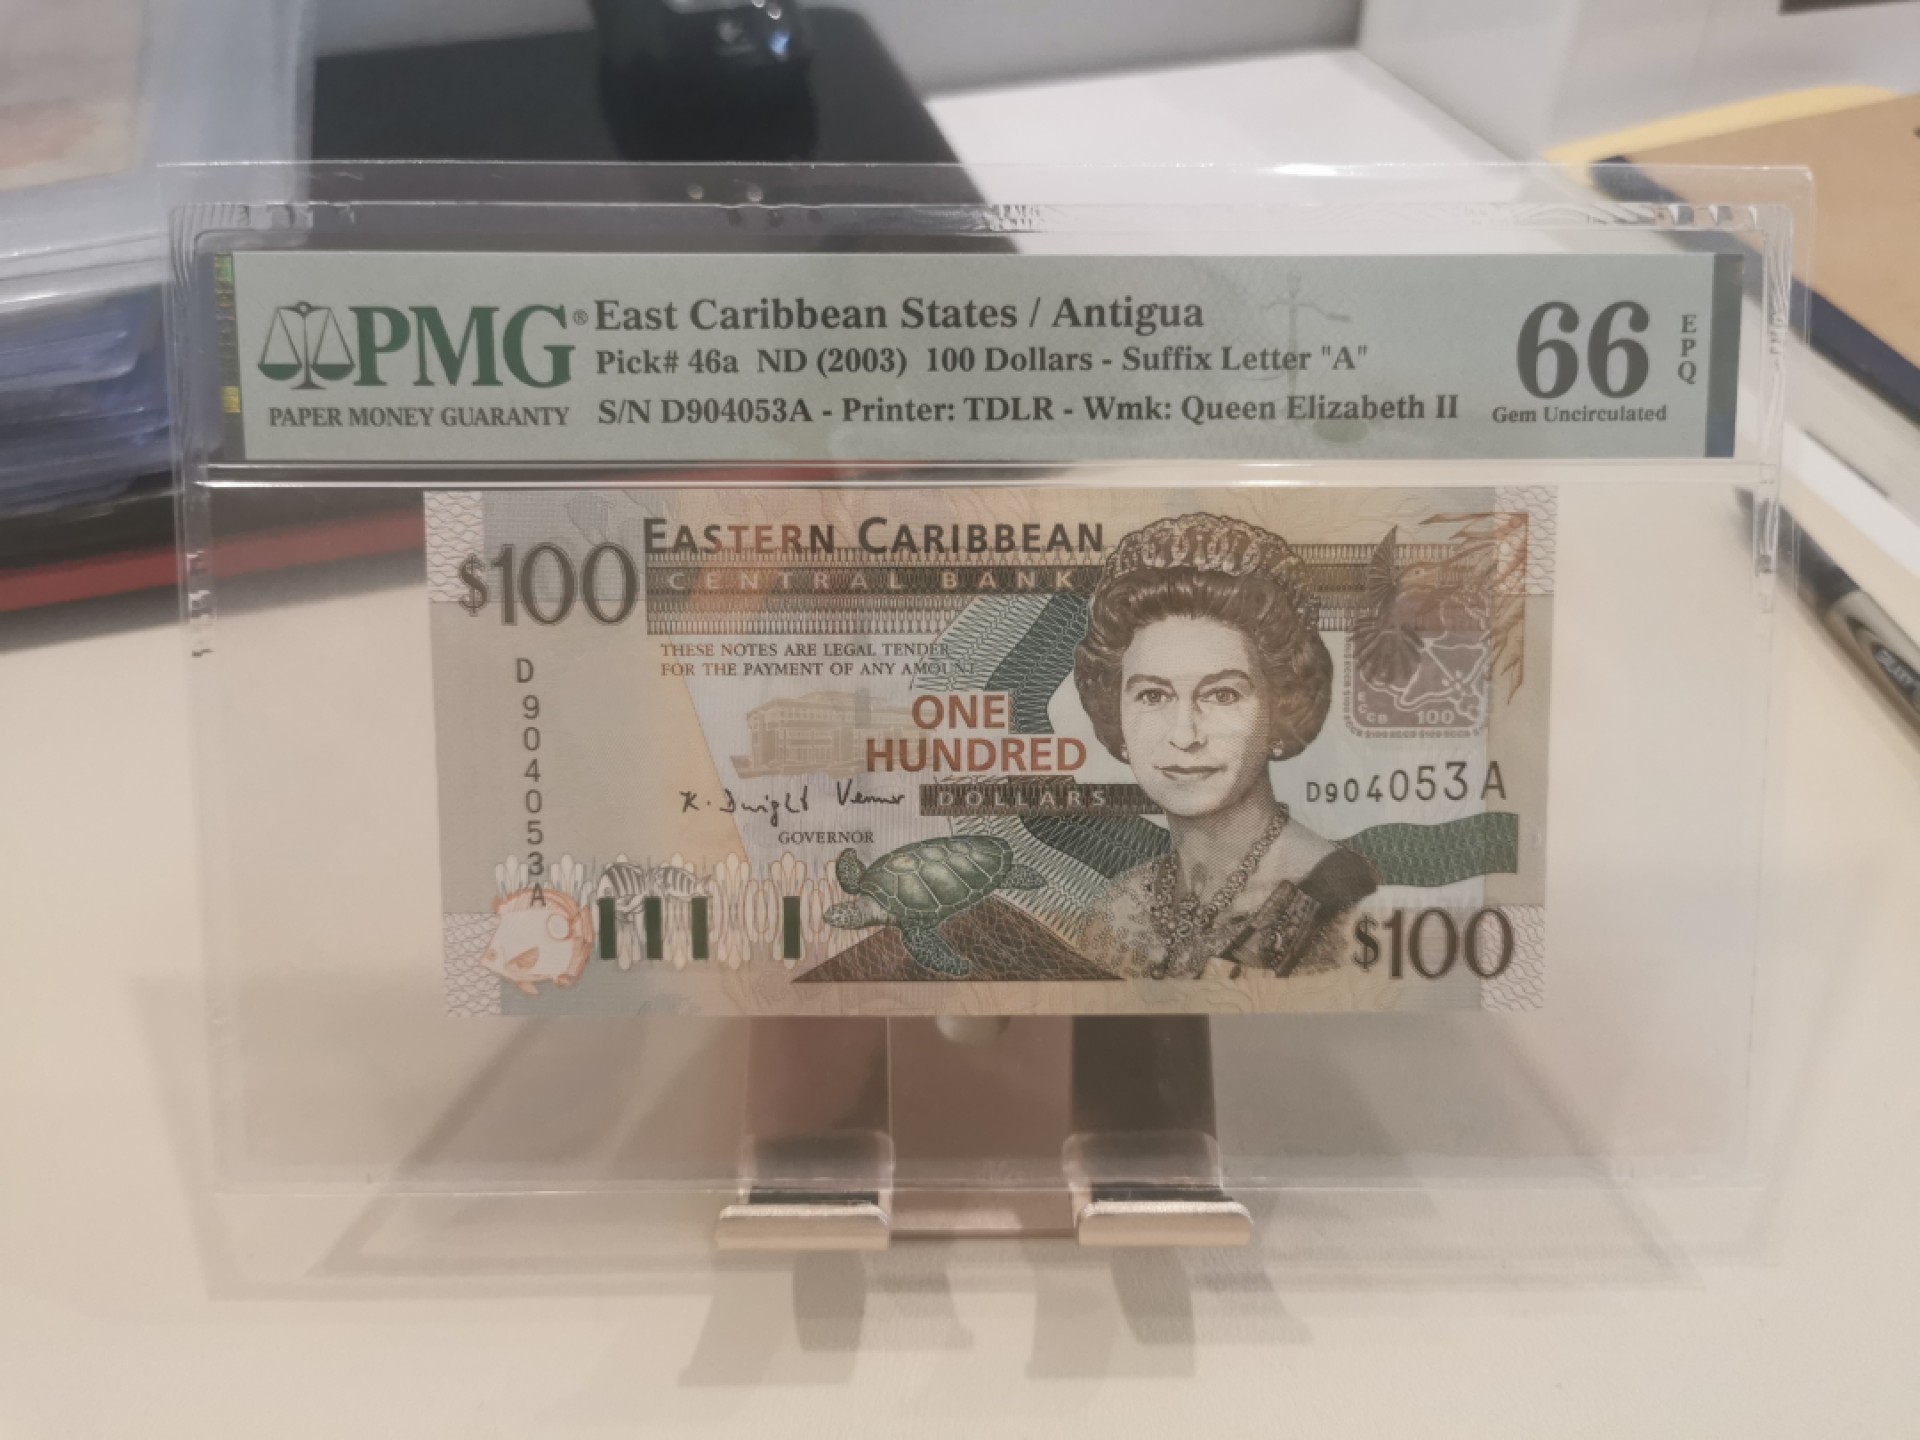 PMG®
PAPER MONEY GUARANTY
East Caribbean States / Antigua
Pick# 46a ND (2003) 100 Dollars - Suffix Letter "A"
S/N D904053A - Printer: TDLR - Wmk: Queen Elizabeth II
66
EPQ
Gem Uncirculated
$100
EASTERN CARIBBEAN
CENTRAL BANK
THESE NOTES ARE LEGAL TENDER
FOR THE PAYMENT OF ANY AMOUNT
D904053A
ONE
HUNDRED
DOLLARS
K. Dwight Venner
GOVERNOR
ECCB 100
D904053A
$100